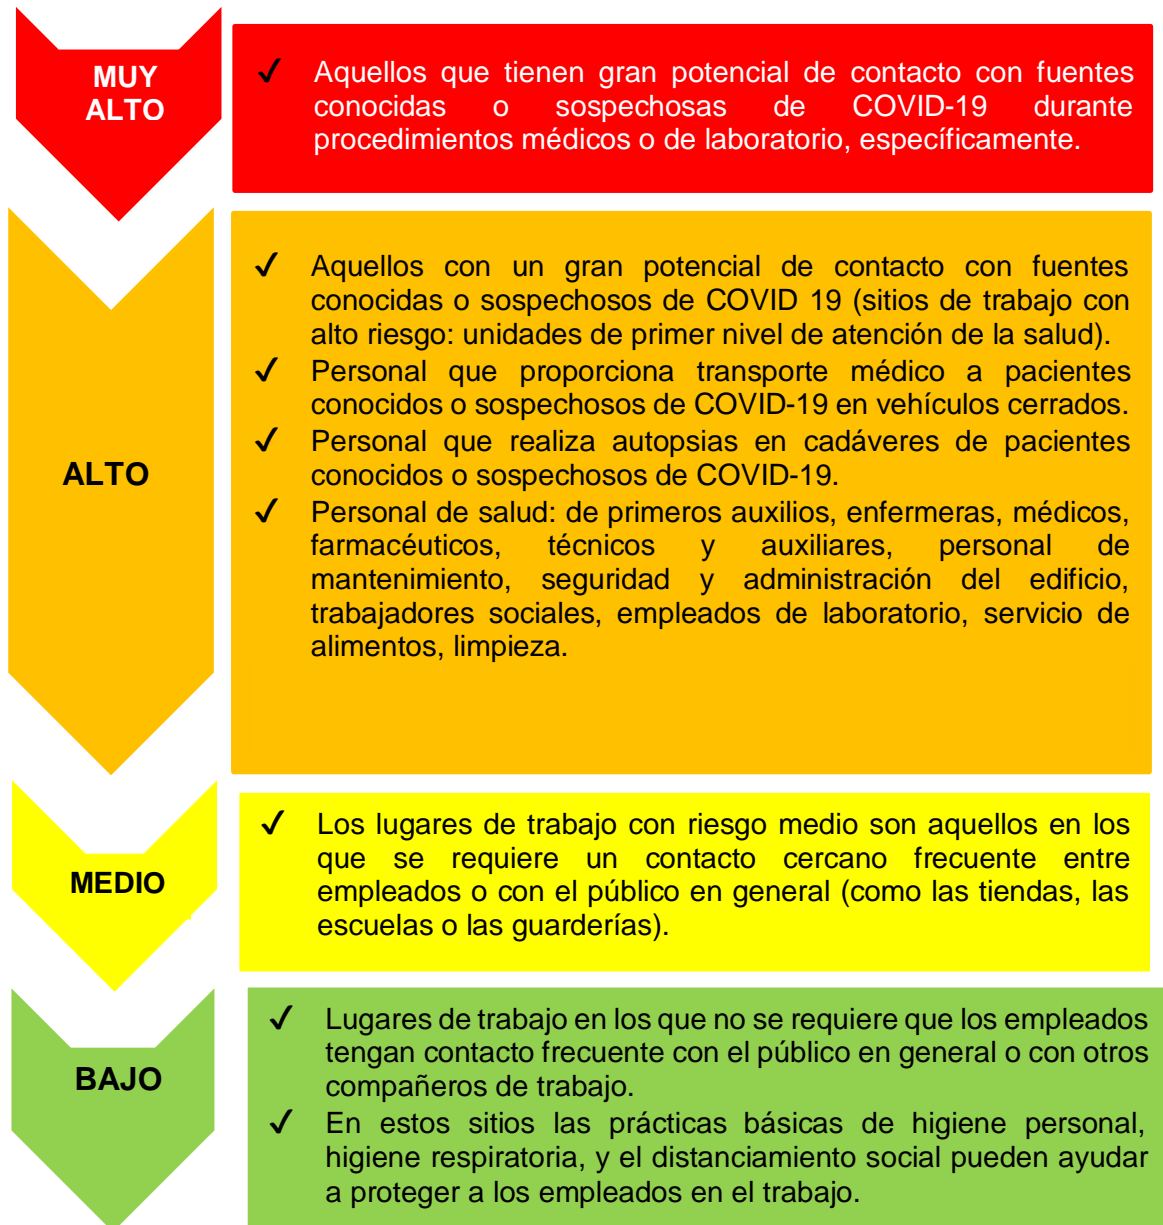 MUY
ALTO
✓ Aquellos que tienen gran potencial de contacto con fuentes
conocidas o sospechosas de COVID-19 durante
procedimientos médicos o de laboratorio, específicamente.
ALTO
✓ Aquellos con un gran potencial de contacto con fuentes
conocidas o sospechosos de COVID 19 (sitios de trabajo con
alto riesgo: unidades de primer nivel de atención de la salud).
✓ Personal que proporciona transporte médico a pacientes
conocidos o sospechosos de COVID-19 en vehículos cerrados.
✓ Personal que realiza autopsias en cadáveres de pacientes
conocidos o sospechosos de COVID-19.
✓ Personal de salud: de primeros auxilios, enfermeras, médicos,
farmacéuticos, técnicos y auxiliares, personal de
mantenimiento, seguridad y administración del edificio,
trabajadores sociales, empleados de laboratorio, servicio de
alimentos, limpieza.
MEDIO
✓ Los lugares de trabajo con riesgo medio son aquellos en los
que se requiere un contacto cercano frecuente entre
empleados o con el público en general (como las tiendas, las
escuelas o las guarderías).
BAJO
✓ Lugares de trabajo en los que no se requiere que los empleados
tengan contacto frecuente con el público en general o con otros
compañeros de trabajo.
✓ En estos sitios las prácticas básicas de higiene personal,
higiene respiratoria, y el distanciamiento social pueden ayudar
a proteger a los empleados en el trabajo.